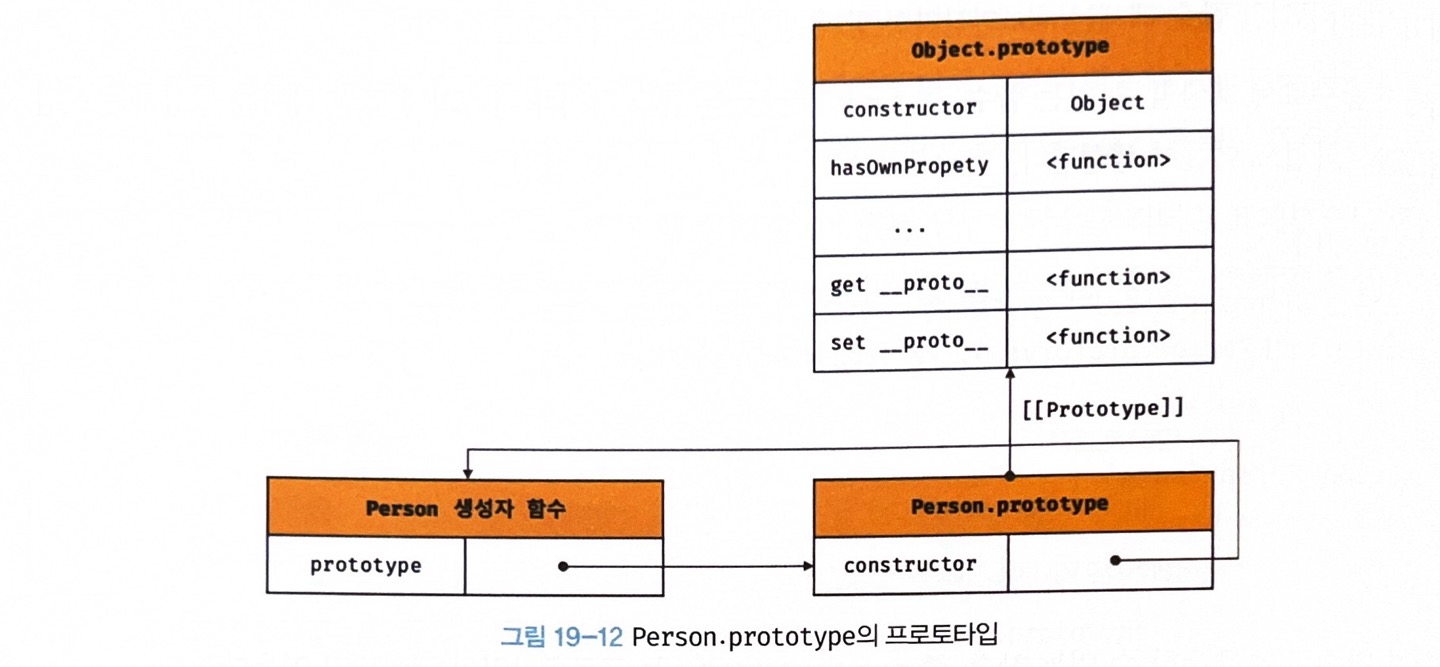 Object.prototype
constructor Object
hasOwnPropety <function>
...
get __proto__ <function>
set __proto__ <function>
[[Prototype]]
Person 생성자 함수
prototype
Person.prototype
constructor
그림 19-12 Person.prototype의 프로토타입